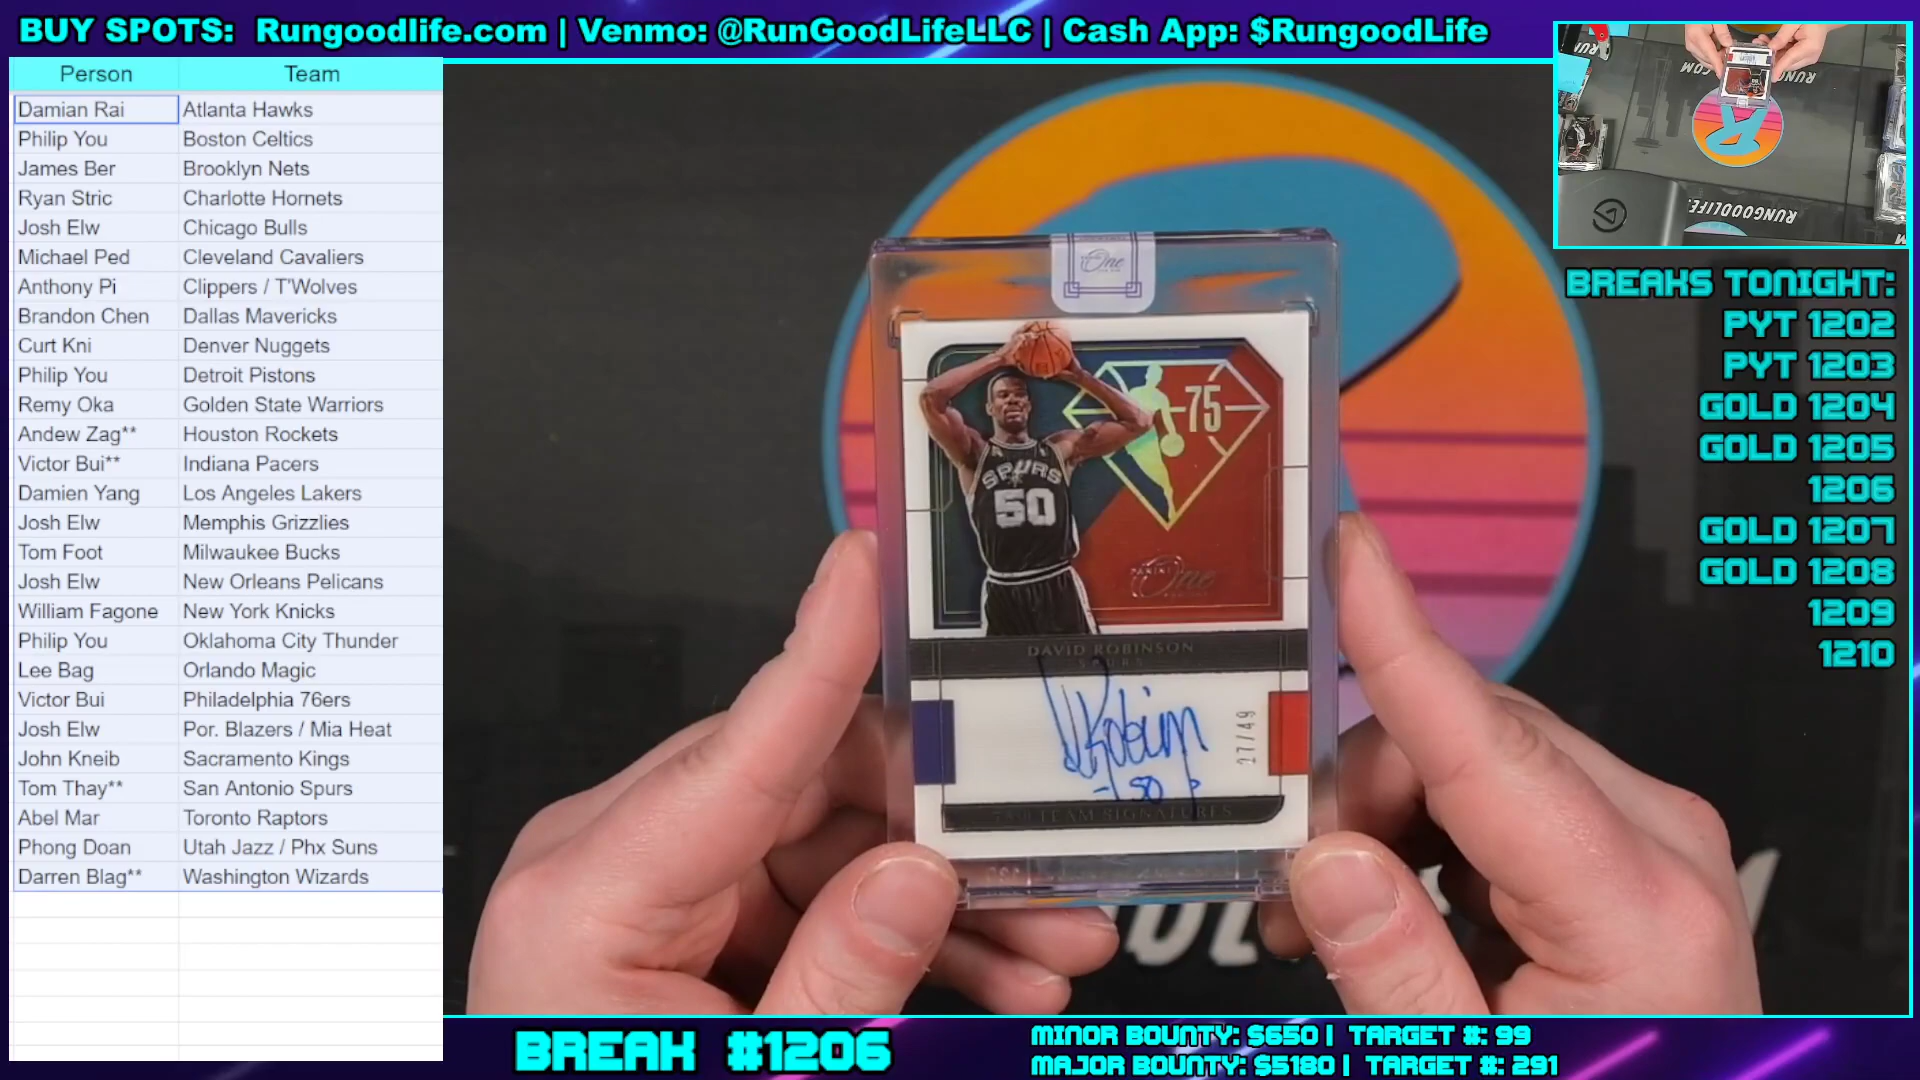 BUY SPOTS: Rungoodlife.com | Venmo: @RunGoodLifeLLC | Cash App: $RungoodLife
Person Team
Damian Rai Atlanta Hawks
Philip You Boston Celtics
James Ber Brooklyn Nets
Ryan Stric Charlotte Hornets
Josh Elw Chicago Bulls
Michael Ped Cleveland Cavaliers
Anthony Pi Clippers / T'Wolves
Brandon Chen Dallas Mavericks
Curt Kni Denver Nuggets
Philip You Detroit Pistons
Remy Oka Golden State Warriors
Andew Zag** Houston Rockets
Victor Bui** Indiana Pacers
Damien Yang Los Angeles Lakers
Josh Elw Memphis Grizzlies
Tom Foot Milwaukee Bucks
Josh Elw New Orleans Pelicans
William Fagone New York Knicks
Philip You Oklahoma City Thunder
Lee Bag Orlando Magic
Victor Bui Philadelphia 76ers
Josh Elw Por. Blazers / Mia Heat
John Kneib Sacramento Kings
Tom Thay** San Antonio Spurs
Abel Mar Toronto Raptors
Phong Doan Utah Jazz / Phx Suns
Darren Blag** Washington Wizards
One
75
SPURS
50
PANINI
One
DAVID ROBINSON
SPURS
27/49
50
TEAM SIGNATURES
RUNGOODLIFE.
BREAKS TONIGHT:
PYT 1202
PYT 1203
GOLD 1204
GOLD 1205
1206
GOLD 1207
GOLD 1208
1209
1210
BREAK #1206
MINOR BOUNTY: $650 | TARGET #: 99
MAJOR BOUNTY: $5180 | TARGET #: 291